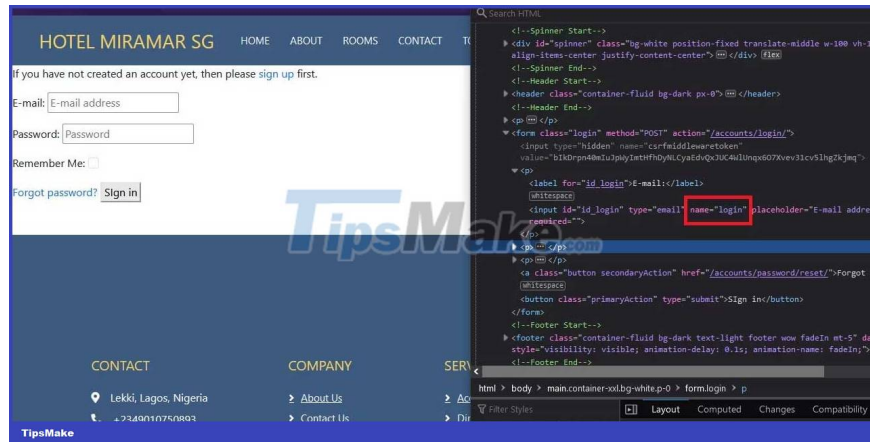 HOTEL MIRAMAR SG HOME ABOUT ROOMS CONTACT
If you have not created an account yet, then please sign up first.
E-mail: E-mail address
Password: Password
Remember Me:
Forgot password? SIgn in
CONTACT COMPANY
Lekki, Lagos, Nigeria About Us
+2349010750893 Contact Us
Search HTML
<!--Spinner Start-->
<div id="spinner" class="bg-white position-fixed translate-middle w-100
align-items-center justify-content-center"> </div> flex
<!--Spinner End-->
<!--Header Start-->
<header class="container-fluid bg-dark px-0"> </header>
<!--Header End-->
<p> </p>
<form class="login" method="POST" action="/accounts/login/">
<input type="hidden" name="csrfmiddlewaretoken"
<p>
<label for="id_login">E-mail:</label>
whitespace
<input id="id_login" type="email" name="login" placeholder="E-mail
required="">
</p>
<p> </p>
<p> </p>
<a class="button secondaryAction" href="/accounts/password/reset/">Forgot
whitespace
<button class="primaryAction" type="submit">SIgn in</button>
</form>
<!--Footer Start-->
<footer class="container-fluid bg-dark text-light footer wow fadeIn mt-5"
style="visibility: visible; animation-delay: 0.1s; animation-name: fadeIn;">
<!--Footer End-->
html > body > main.container-xxl.bg-white.p-0 > form.login > p
Filter Styles Layout Computed Changes Compatibility
TipsMake.com
TipsMake